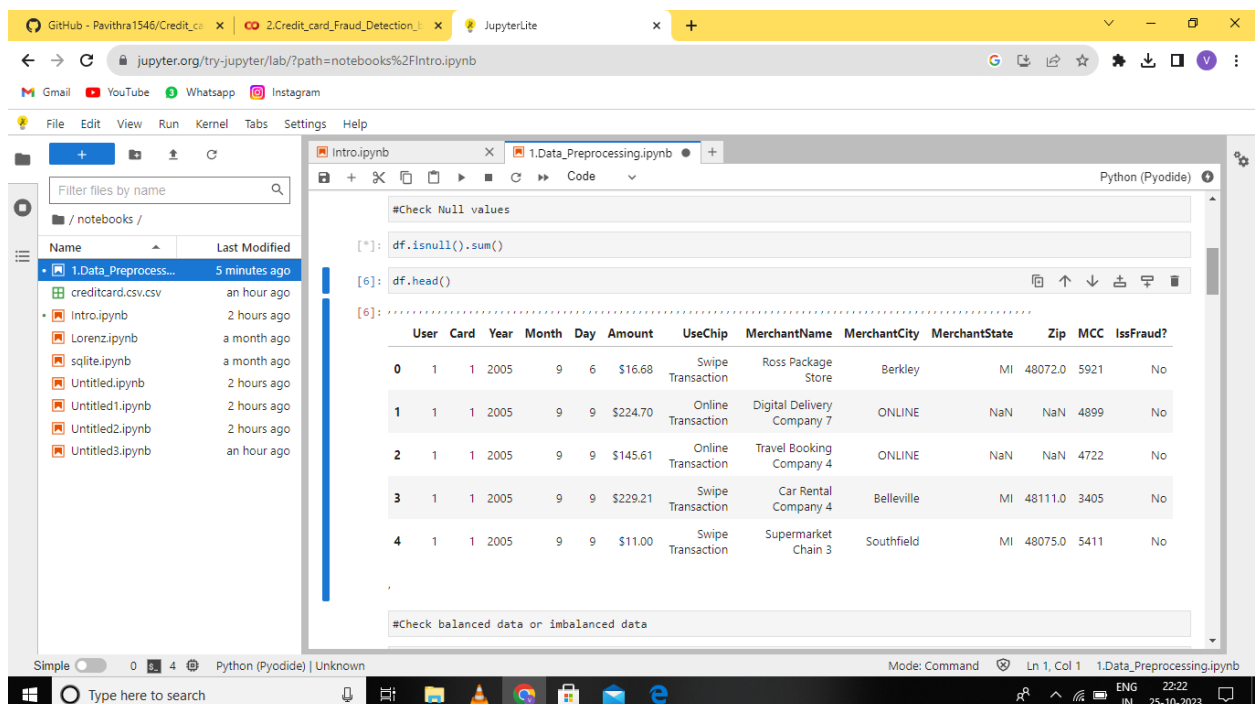 GitHub - Pavithra1546/Credit_ca
2.Credit_card_Fraud_Detection_b
JupyterLite
jupyter.org/try-jupyter/lab/?path=notebooks%2FIntro.ipynb
V
Gmail YouTube Whatsapp Instagram
File Edit View Run Kernel Tabs Settings Help
Filter files by name
/ notebooks /
Name Last Modified
1.Data_Preprocess... 5 minutes ago
creditcard.csv.csv an hour ago
Intro.ipynb 2 hours ago
Lorenz.ipynb a month ago
sqlite.ipynb a month ago
Untitled.ipynb 2 hours ago
Untitled1.ipynb 2 hours ago
Untitled2.ipynb 2 hours ago
Untitled3.ipynb an hour ago
Intro.ipynb 1.Data_Preprocessing.ipynb
Code Python (Pyodide)
#Check Null values
[*]: df.isnull().sum()
[6]: df.head()
[6]:
User Card Year Month Day Amount UseChip MerchantName MerchantCity MerchantState Zip MCC IssFraud?
0 1 1 2005 9 6 $16.68 Swipe Transaction Ross Package Store Berkley MI 48072.0 5921 No
1 1 1 2005 9 9 $224.70 Online Transaction Digital Delivery Company 7 ONLINE NaN NaN 4899 No
2 1 1 2005 9 9 $145.61 Online Transaction Travel Booking Company 4 ONLINE NaN NaN 4722 No
3 1 1 2005 9 9 $229.21 Swipe Transaction Car Rental Company 4 Belleville MI 48111.0 3405 No
4 1 1 2005 9 9 $11.00 Swipe Transaction Supermarket Chain 3 Southfield MI 48075.0 5411 No
#Check balanced data or imbalanced data
Simple 0 4 Python (Pyodide) | Unknown Mode: Command Ln 1, Col 1 1.Data_Preprocessing.ipynb
Type here to search
ENG
IN
22:22
25-10-2023